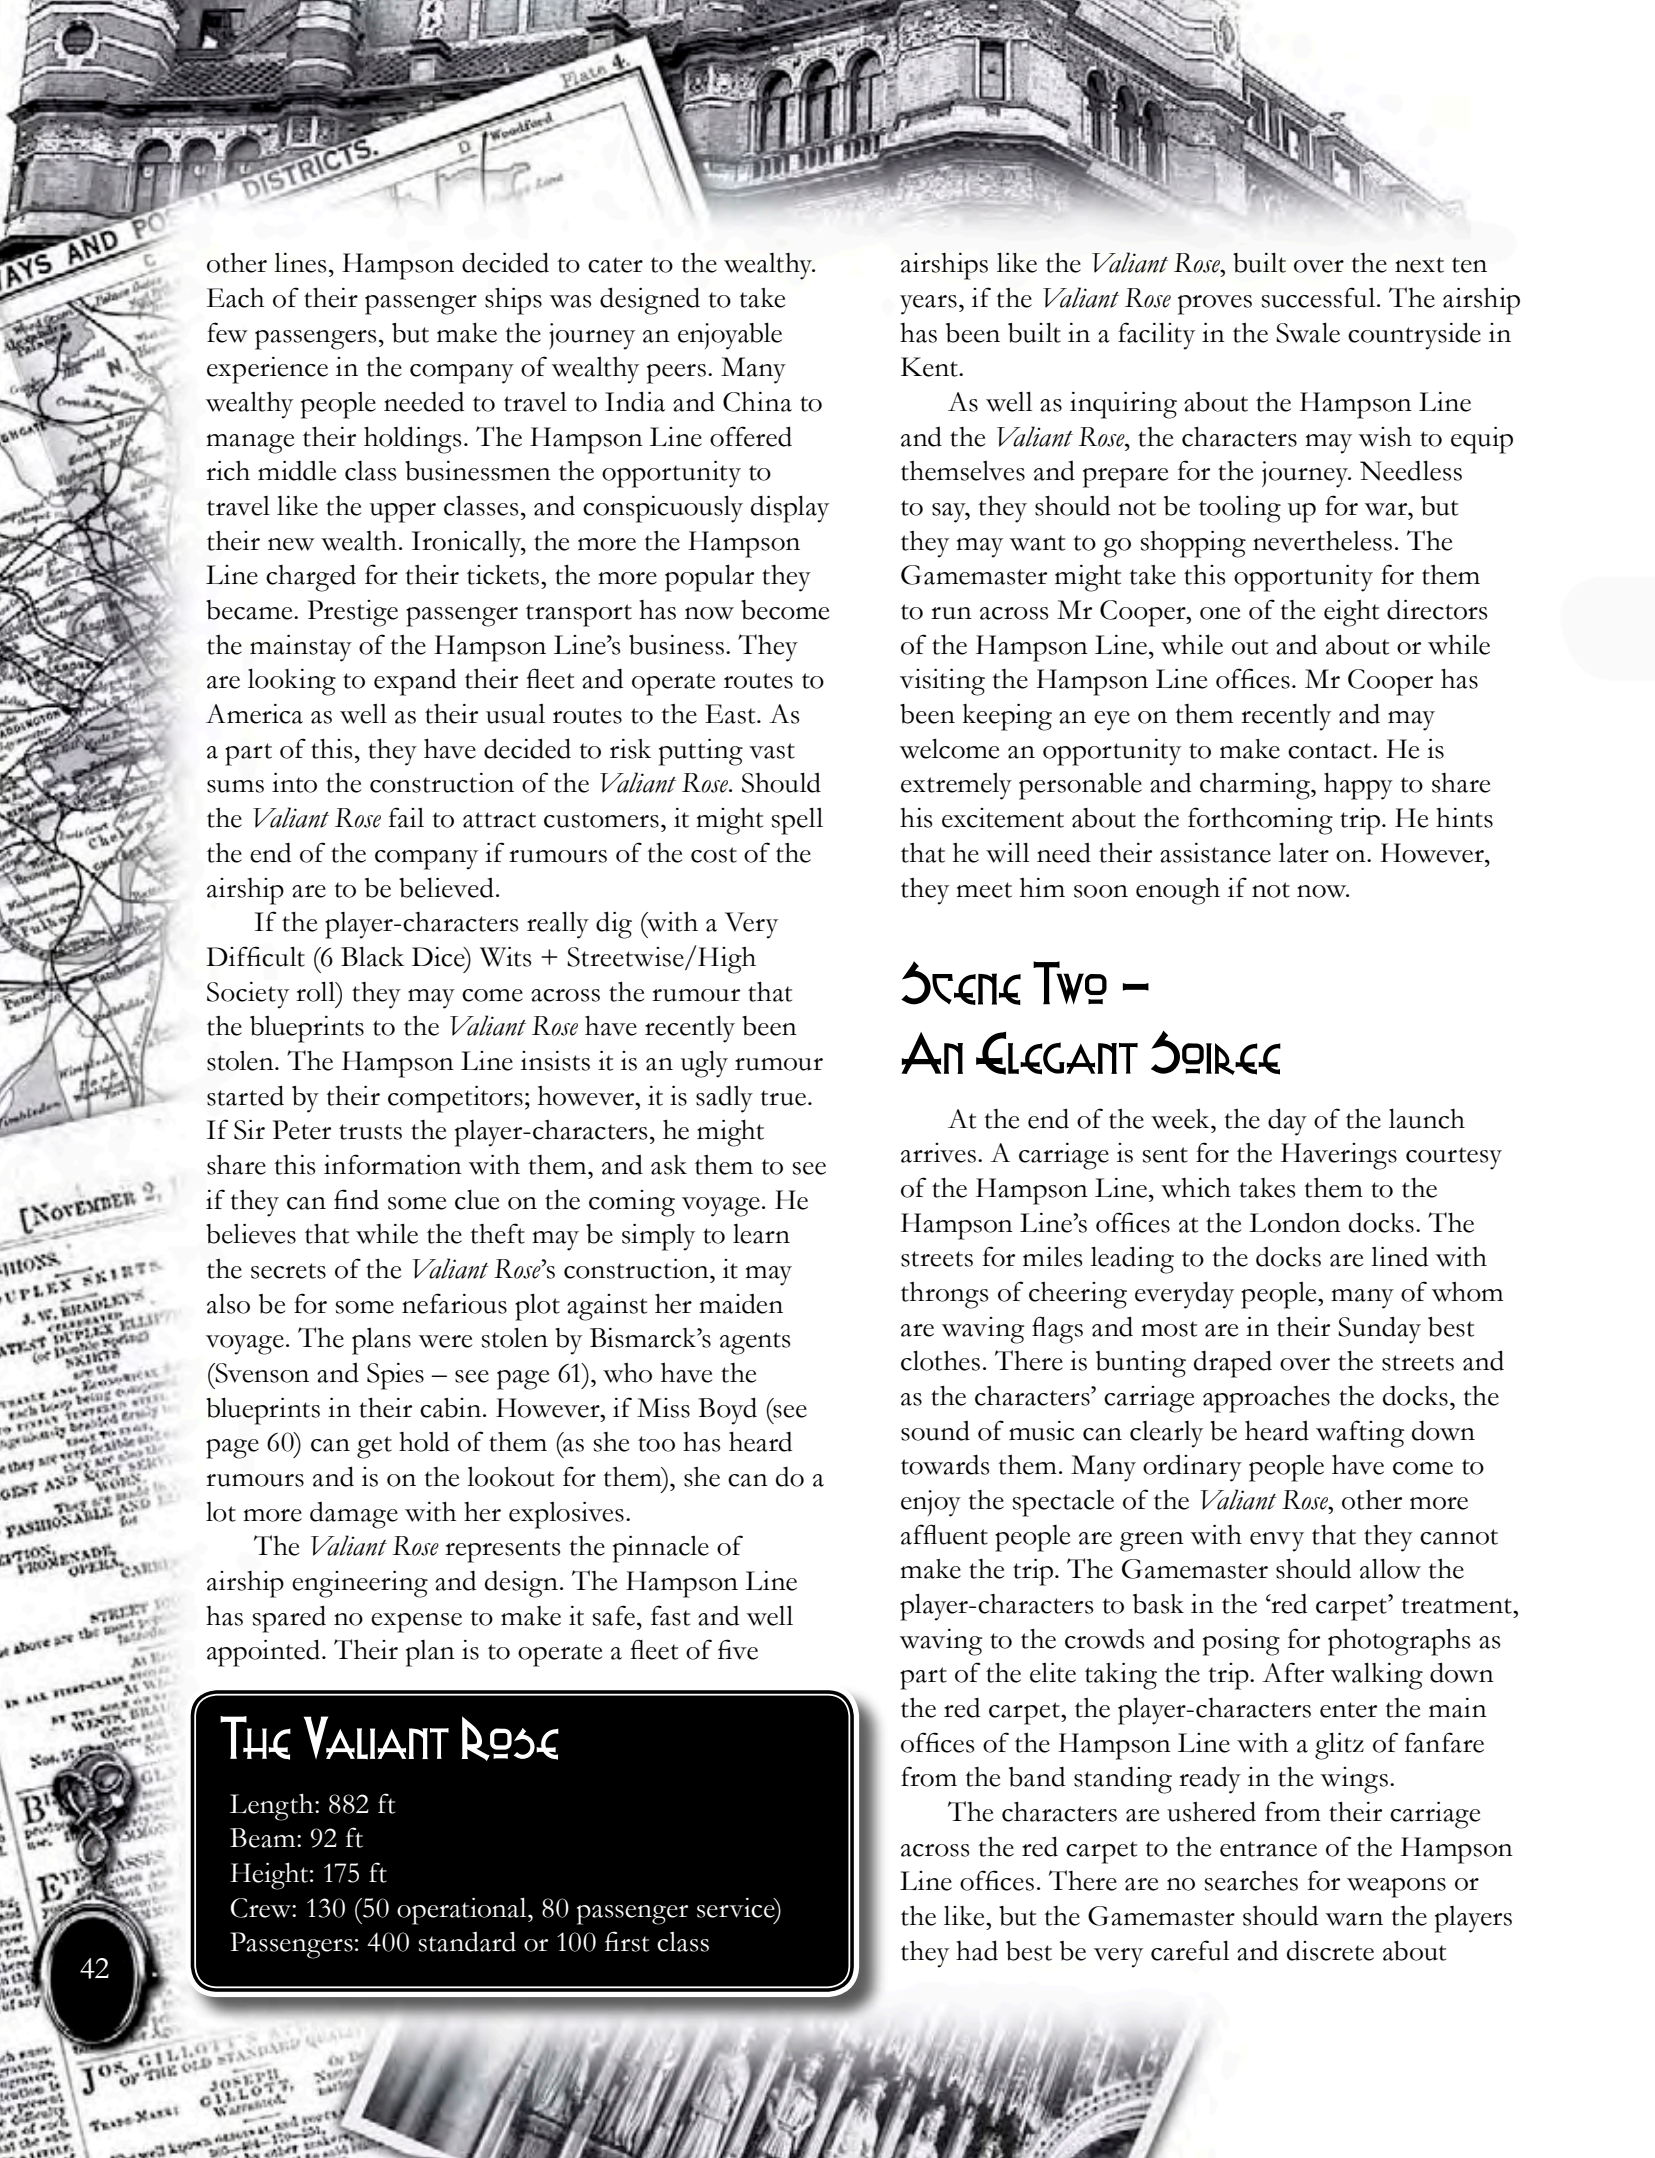 Plate 4.
DISTRICTS.
D
Woodford
AYS AND PO
C
N.
[NOVEMBER 2,
other lines, Hampson decided to cater to the wealthy.
Each of their passenger ships was designed to take
few passengers, but make the journey an enjoyable
experience in the company of wealthy peers. Many
wealthy people needed to travel to India and China to
manage their holdings. The Hampson Line offered
rich middle class businessmen the opportunity to
travel like the upper classes, and conspicuously display
their new wealth. Ironically, the more the Hampson
Line charged for their tickets, the more popular they
became. Prestige passenger transport has now become
the mainstay of the Hampson Line’s business. They
are looking to expand their fleet and operate routes to
America as well as their usual routes to the East. As
a part of this, they have decided to risk putting vast
sums into the construction of the Valiant Rose. Should
the Valiant Rose fail to attract customers, it might spell
the end of the company if rumours of the cost of the
airship are to be believed.
If the player-characters really dig (with a Very
Difficult (6 Black Dice) Wits + Streetwise/High
Society roll) they may come across the rumour that
the blueprints to the Valiant Rose have recently been
stolen. The Hampson Line insists it is an ugly rumour
started by their competitors; however, it is sadly true.
If Sir Peter trusts the player-characters, he might
share this information with them, and ask them to see
if they can find some clue on the coming voyage. He
believes that while the theft may be simply to learn
the secrets of the Valiant Rose’s construction, it may
also be for some nefarious plot against her maiden
voyage. The plans were stolen by Bismarck’s agents
(Svenson and Spies – see page 61), who have the
blueprints in their cabin. However, if Miss Boyd (see
page 60) can get hold of them (as she too has heard
rumours and is on the lookout for them), she can do a
lot more damage with her explosives.
The Valiant Rose represents the pinnacle of
airship engineering and design. The Hampson Line
has spared no expense to make it safe, fast and well
appointed. Their plan is to operate a fleet of five
The Valiant Rose
Length: 882 ft
Beam: 92 ft
Height: 175 ft
Crew: 130 (50 operational, 80 passenger service)
Passengers: 400 standard or 100 first class
airships like the Valiant Rose, built over the next ten
years, if the Valiant Rose proves successful. The airship
has been built in a facility in the Swale countryside in
Kent.
As well as inquiring about the Hampson Line
and the Valiant Rose, the characters may wish to equip
themselves and prepare for the journey. Needless
to say, they should not be tooling up for war, but
they may want to go shopping nevertheless. The
Gamemaster might take this opportunity for them
to run across Mr Cooper, one of the eight directors
of the Hampson Line, while out and about or while
visiting the Hampson Line offices. Mr Cooper has
been keeping an eye on them recently and may
welcome an opportunity to make contact. He is
extremely personable and charming, happy to share
his excitement about the forthcoming trip. He hints
that he will need their assistance later on. However,
they meet him soon enough if not now.
Scene Two –
An Elegant Soiree
At the end of the week, the day of the launch
arrives. A carriage is sent for the Haverings courtesy
of the Hampson Line, which takes them to the
Hampson Line’s offices at the London docks. The
streets for miles leading to the docks are lined with
throngs of cheering everyday people, many of whom
are waving flags and most are in their Sunday best
clothes. There is bunting draped over the streets and
as the characters’ carriage approaches the docks, the
sound of music can clearly be heard wafting down
towards them. Many ordinary people have come to
enjoy the spectacle of the Valiant Rose, other more
affluent people are green with envy that they cannot
make the trip. The Gamemaster should allow the
player-characters to bask in the ‘red carpet’ treatment,
waving to the crowds and posing for photographs as
part of the elite taking the trip. After walking down
the red carpet, the player-characters enter the main
offices of the Hampson Line with a glitz of fanfare
from the band standing ready in the wings.
The characters are ushered from their carriage
across the red carpet to the entrance of the Hampson
Line offices. There are no searches for weapons or
the like, but the Gamemaster should warn the players
they had best be very careful and discrete about
42
JOS. GILLOTT'S
OF THE OLD STANDARD QUALITY
JOSEPH
GILLOTT,
Warranted.
TRADE-MARK: